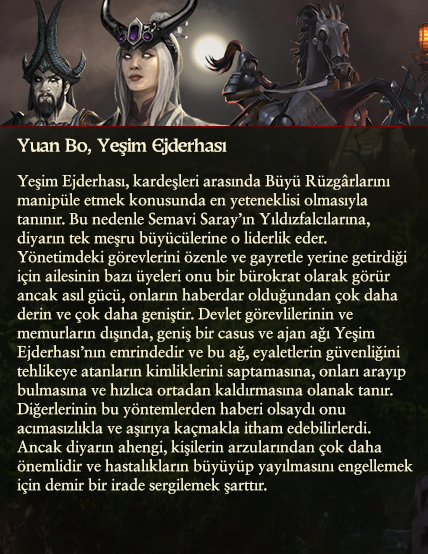 Yuan Bo, Yeşim Ejderhası
Yeşim Ejderhası, kardeşleri arasında Büyü Rüzgârlarını
manipüle etmek konusunda en yeteneklisi olmasıyla
tanınır. Bu nedenle Semavi Saray’ın Yıldızfalcılarına,
diyarın tek meşru büyücülerine o liderlik eder.
Yönetimdeki görevlerini özenle ve gayretle yerine getirdiği
için ailesinin bazı üyeleri onu bir bürokrat olarak görür
ancak asıl gücü, onların haberdar olduğundan çok daha
derin ve çok daha geniştir. Devlet görevlilerinin ve
memurların dışında, geniş bir casus ve ajan ağı Yeşim
Ejderhası’nın emrindedir ve bu ağ, eyaletlerin güvenliğini
tehlikeye atanların kimliklerini saptamasına, onları arayıp
bulmasına ve hızlıca ortadan kaldırmasına olanak tanır.
Diğerlerinin bu yöntemlerden haberi olsaydı onu
acımasızlıkla ve aşırıya kaçmakla itham edebilirlerdi.
Ancak diyarın ahengi, kişilerin arzularından çok daha
önemlidir ve hastalıkların büyüyüp yayılmasını engellemek
için demir bir irade sergilemek şarttır.